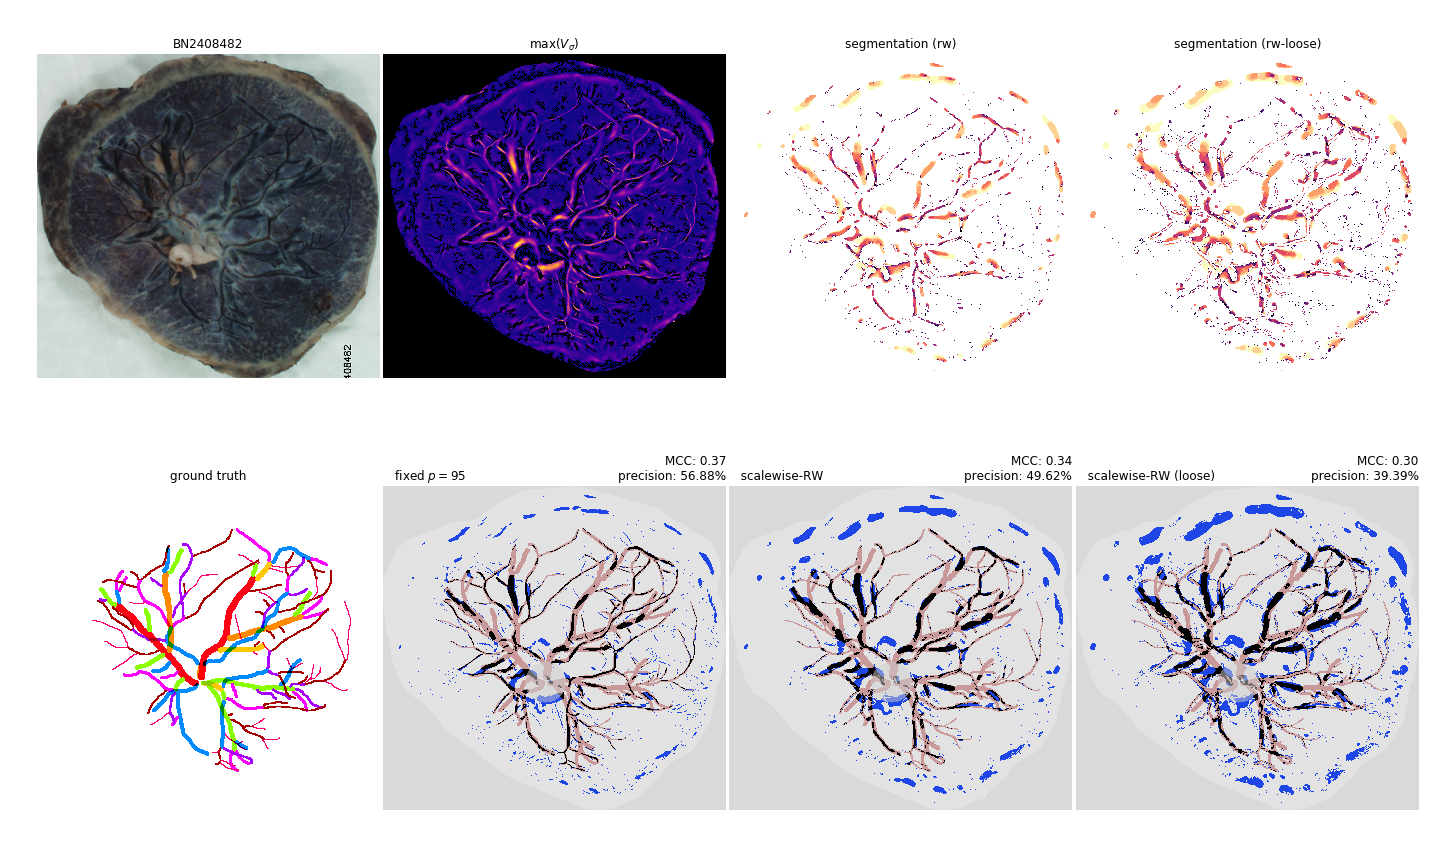 BN2408482
max(Vσ)
segmentation (rw)
segmentation (rw-loose)
408482
ground truth
fixed p = 95
MCC: 0.37
precision: 56.88%
scalewise-RW
MCC: 0.34
precision: 49.62%
scalewise-RW (loose)
MCC: 0.30
precision: 39.39%